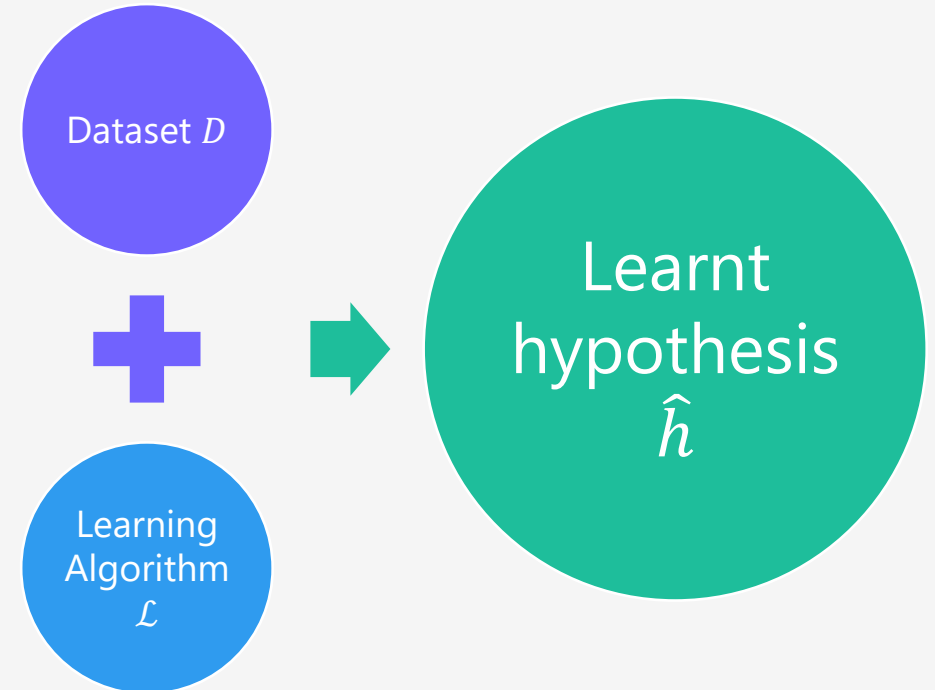 Dataset 𝐷
Learning
Algorithm
ℒ
Learnt
hypothesis
ĥ